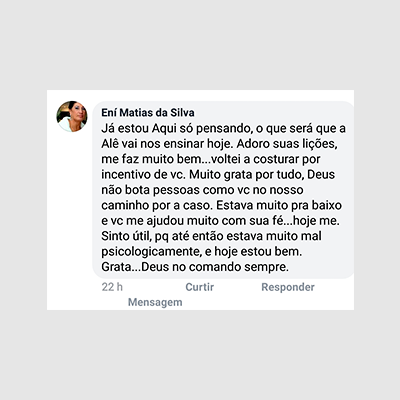 Ení Matias da Silva
Já estou Aqui só pensando, o que será que a
Alê vai nos ensinar hoje. Adoro suas lições,
me faz muito bem...voltei a costurar por
incentivo de vc. Muito grata por tudo, Deus
não bota pessoas como vc no nosso
caminho por a caso. Estava muito pra baixo
e vc me ajudou muito com sua fé...hoje me.
Sinto útil, pq até então estava muito mal
psicologicamente, e hoje estou bem.
Grata...Deus no comando sempre.
22 h Curtir Responder
Mensagem